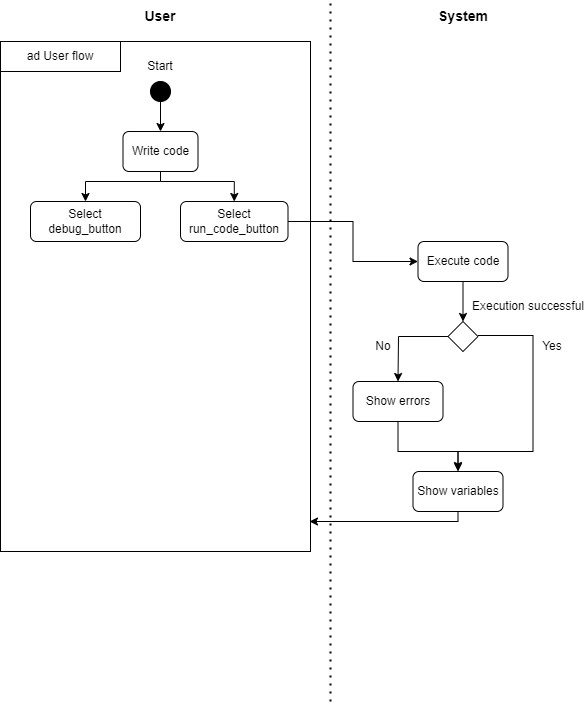 User
System
ad User flow
Start
Write code
Select
debug_button
Select
run_code_button
Execute code
Execution successful
No
Yes
Show errors
Show variables